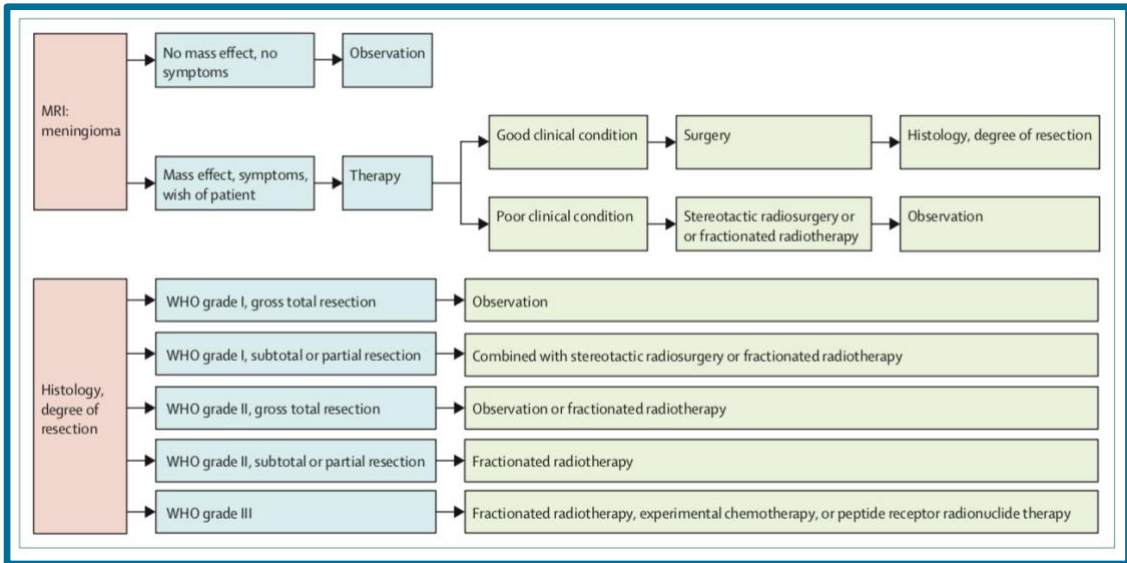 MRI:
meningioma
No mass effect, no
symptoms
Observation
Mass effect, symptoms,
wish of patient
Therapy
Good clinical condition
Surgery
Histology, degree of resection
Poor clinical condition
Stereotactic radiosurgery or
or fractionated radiotherapy
Observation
Histology,
degree of
resection
WHO grade I, gross total resection
Observation
WHO grade I, subtotal or partial resection
Combined with stereotactic radiosurgery or fractionated radiotherapy
WHO grade II, gross total resection
Observation or fractionated radiotherapy
WHO grade II, subtotal or partial resection
Fractionated radiotherapy
WHO grade III
Fractionated radiotherapy, experimental chemotherapy, or peptide receptor radionuclide therapy